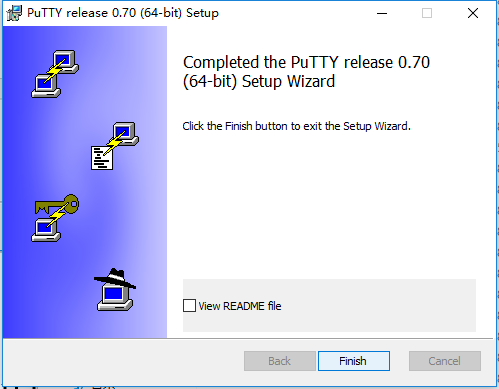 PuTTY release 0.70 (64-bit) Setup
Completed the PuTTY release 0.70
(64-bit) Setup Wizard
Click the Finish button to exit the Setup Wizard.
View README file
Back
Finish
Cancel